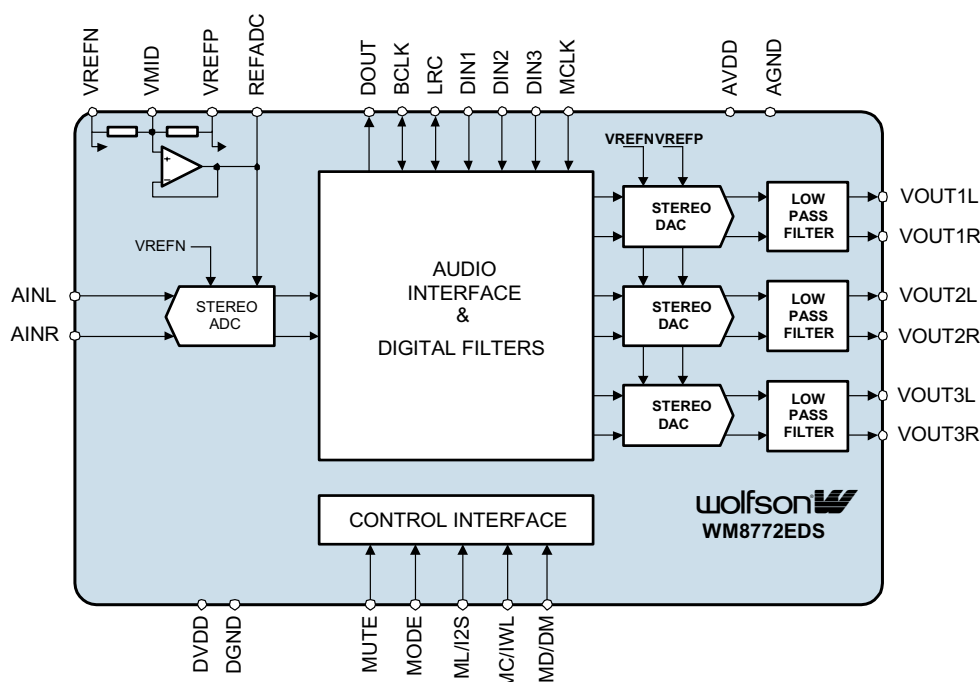 VREFN
VMID
VREFP
REFADC
DOUT
BCLK
LRC
DIN1
DIN2
DIN3
MCLK
AVDD
AGND
+
−
VREFN VREFP
VREFN
AINL
AINR
STEREO
ADC
AUDIO
INTERFACE
&
DIGITAL FILTERS
STEREO
DAC
LOW
PASS
FILTER
VOUT1L
VOUT1R
STEREO
DAC
LOW
PASS
FILTER
VOUT2L
VOUT2R
STEREO
DAC
LOW
PASS
FILTER
VOUT3L
VOUT3R
CONTROL INTERFACE
wolfson
WM8772EDS
DVDD
DGND
MUTE
MODE
ML/I2S
MC/IWL
MD/DM